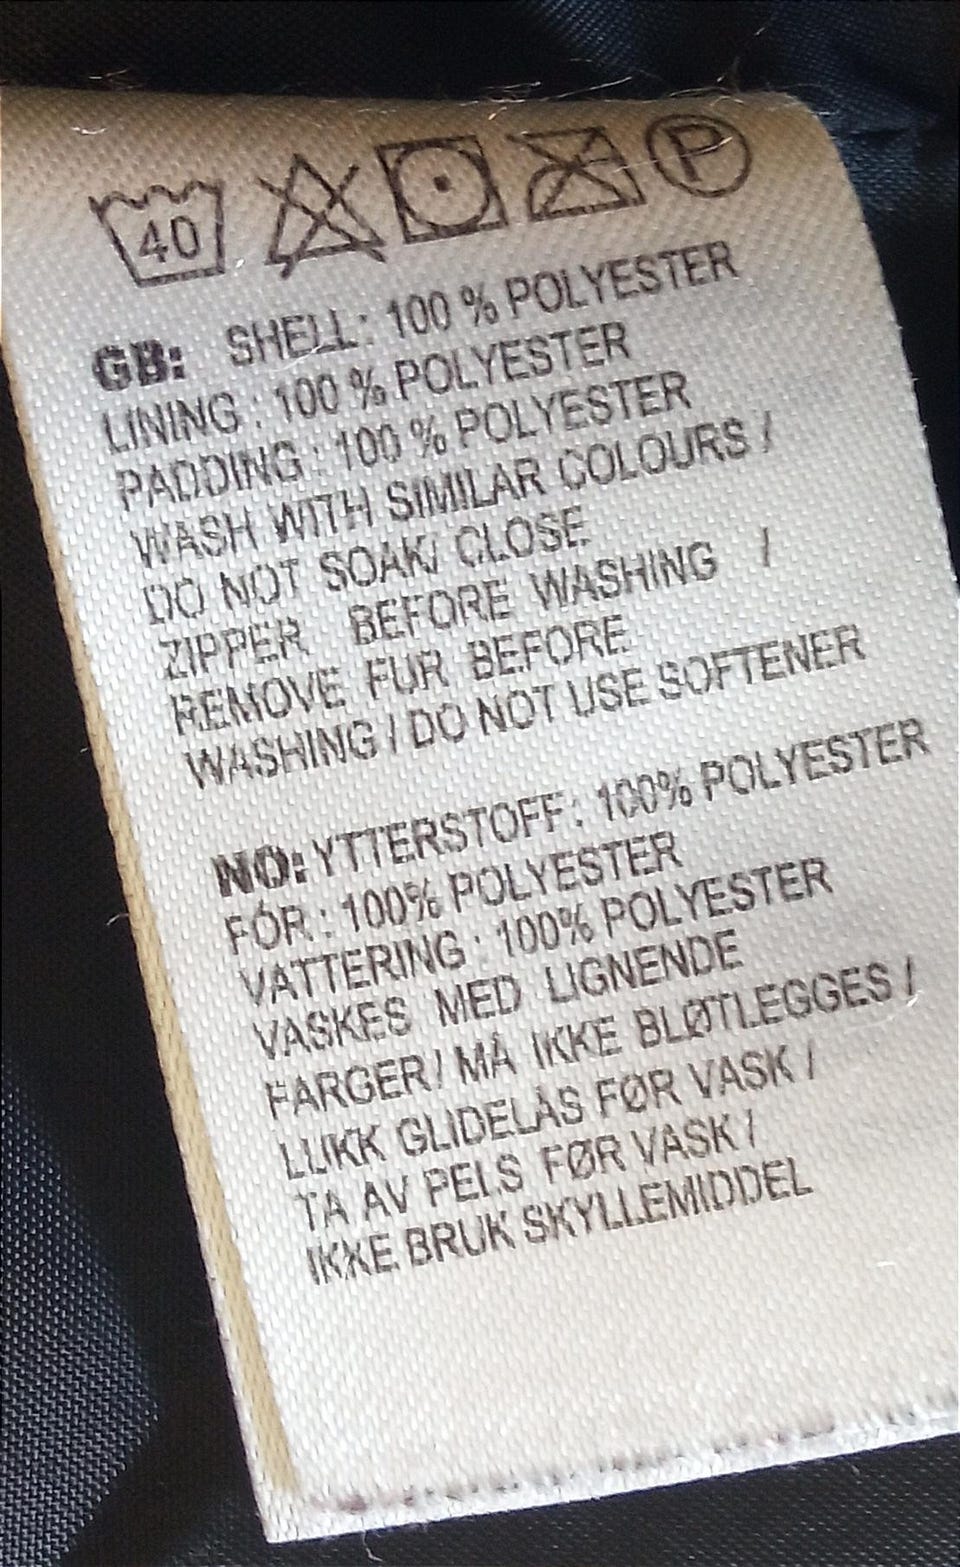 40 P
GB: SHELL: 100 % POLYESTER
LINING : 100 % POLYESTER
PADDING : 100 % POLYESTER
WASH WITH SIMILAR COLOURS /
DO NOT SOAK/ CLOSE
ZIPPER BEFORE WASHING /
REMOVE FUR BEFORE
WASHING / DO NOT USE SOFTENER
NO: YTTERSTOFF: 100% POLYESTER
FÓR : 100% POLYESTER
VATTERING : 100% POLYESTER
VASKES MED LIGNENDE
FARGER/ MÅ IKKE BLØTLEGGES /
LUKK GLIDELÅS FØR VASK /
TA AV PELS FØR VASK /
IKKE BRUK SKYLLEMIDDEL